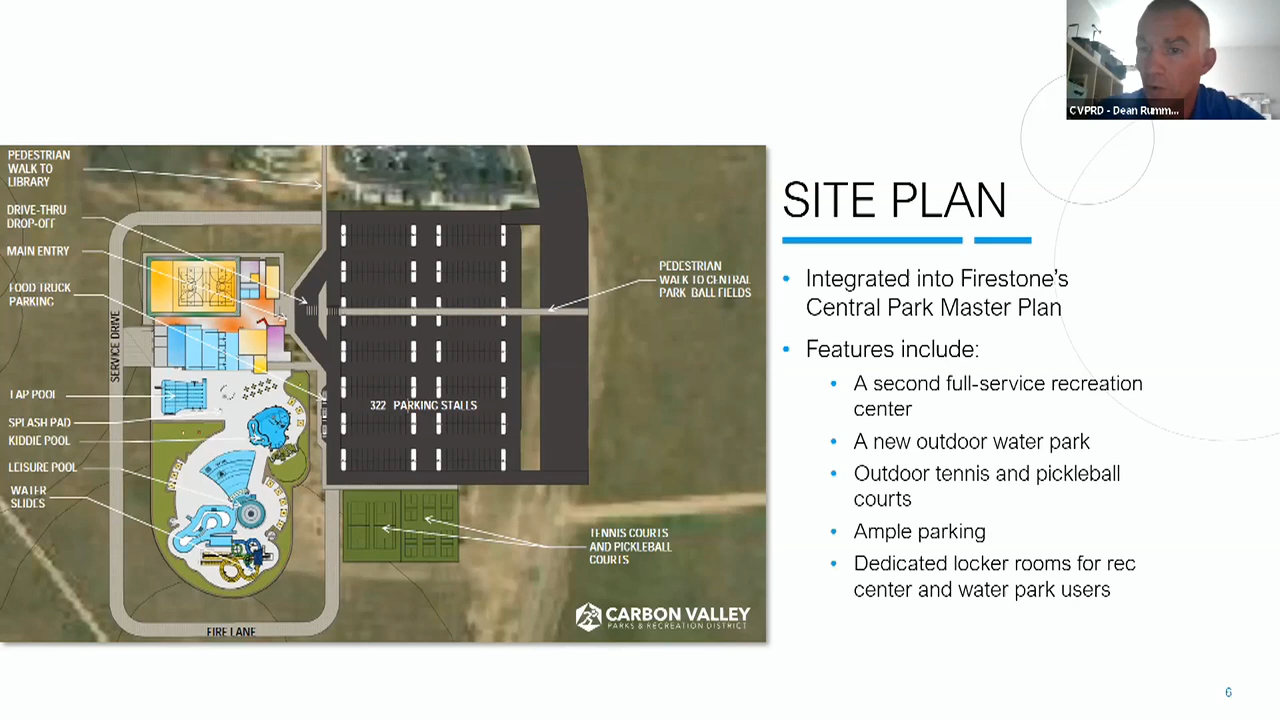 CVPRD - Dean Rumm...
PEDESTRIAN
WALK TO
LIBRARY
DRIVE-THRU
DROP-OFF
MAIN ENTRY
FOOD TRUCK
PARKING
SERVICE DRIVE
LAP POOL
SPLASH PAD
KIDDIE POOL
LEISURE POOL
WATER
SLIDES
FIRE LANE
322 PARKING STALLS
PEDESTRIAN
WALK TO CENTRAL
PARK BALL FIELDS
TENNIS COURTS
AND PICKLEBALL
COURTS
CARBON VALLEY
PARKS & RECREATION DISTRICT
SITE PLAN
• Integrated into Firestone's
Central Park Master Plan
• Features include:
• A second full-service recreation
center
• A new outdoor water park
• Outdoor tennis and pickleball
courts
• Ample parking
• Dedicated locker rooms for rec
center and water park users
6